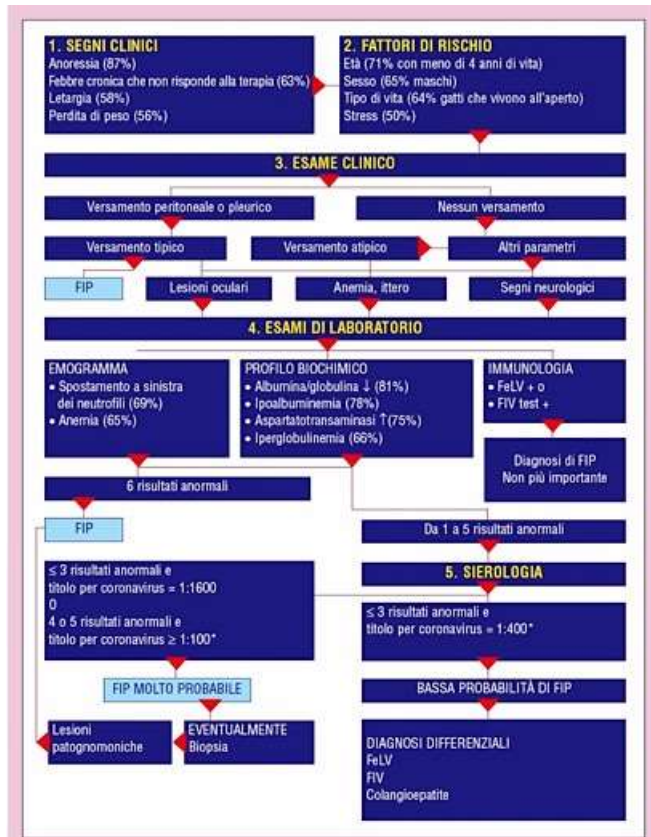 1. SEGNI CLINICI
Anoressia (87%)
Febbre cronica che non risponde alla terapia (63%)
Letargia (58%)
Perdita di peso (56%)
2. FATTORI DI RISCHIO
Età (71% con meno di 4 anni di vita)
Sesso (65% maschi)
Tipo di vita (64% gatti che vivono all'aperto)
Stress (50%)
3. ESAME CLINICO
Versamento peritoneale o pleurico
Nessun versamento
Versamento tipico
Versamento atipico
Altri parametri
FIP
Lesioni oculari
Anemia, ittero
Segni neurologici
4. ESAMI DI LABORATORIO
EMOGRAMMA
• Spostamento a sinistra
dei neutrofili (69%)
• Anemia (65%)
PROFILO BIOCHIMICO
• Albumina/globulina ↓ (81%)
• Ipoalbuminemia (78%)
• Aspartatotransaminasi ↑(75%)
• Iperglobulinemia (66%)
IMMUNOLOGIA
• FeLV + o
• FIV test +
Diagnosi di FIP
Non più importante
6 risultati anormali
FIP
Da 1 a 5 risultati anormali
5. SIEROLOGIA
≤ 3 risultati anormali e
titolo per coronavirus = 1:1600
O
4 o 5 risultati anormali e
titolo per coronavirus ≥ 1:100*
≤ 3 risultati anormali e
titolo per coronavirus = 1:400*
FIP MOLTO PROBABILE
BASSA PROBABILITÀ DI FIP
Lesioni
patognomoniche
EVENTUALMENTE
Biopsia
DIAGNOSI DIFFERENZIALI
FeLV
FIV
Colangioepatite